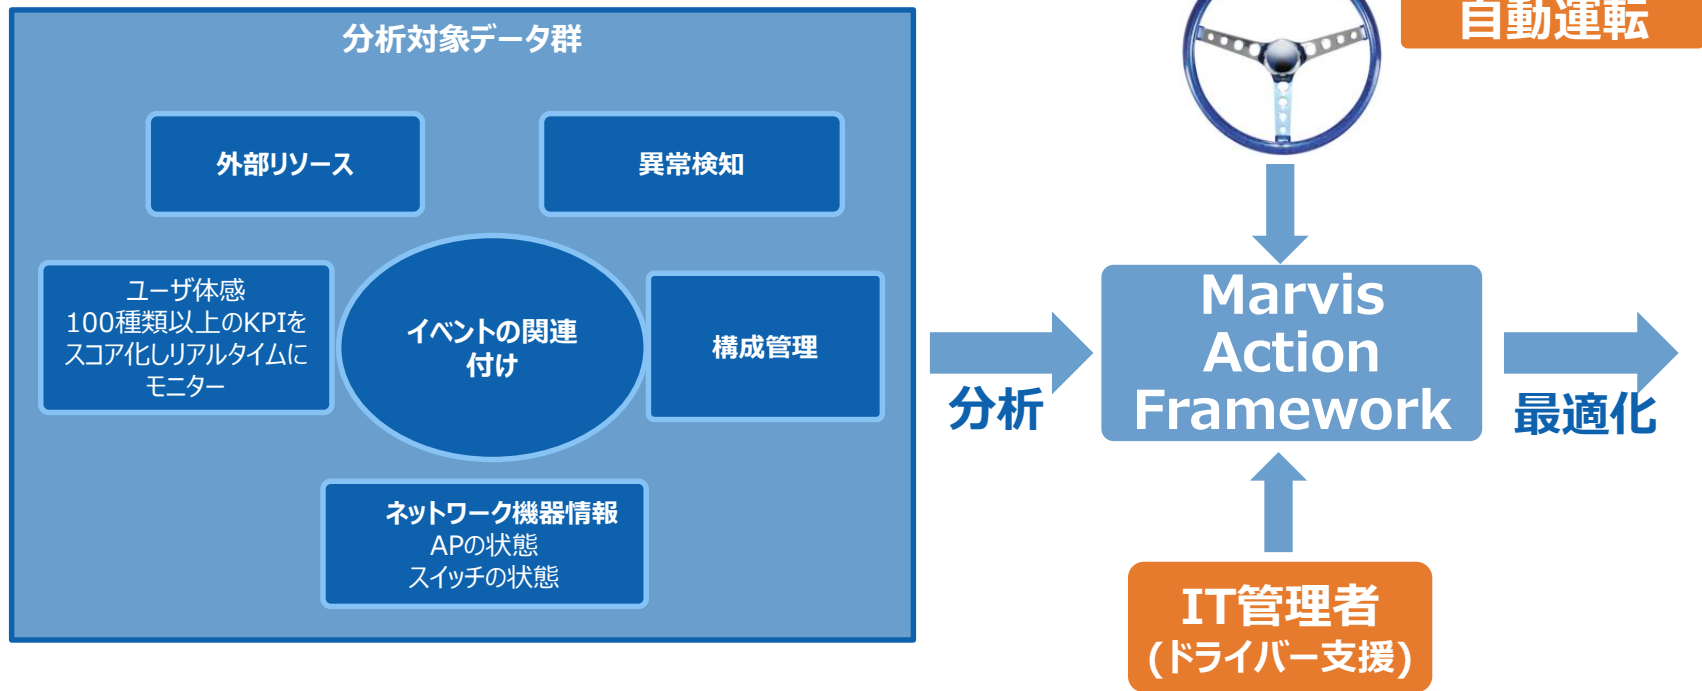 分析対象データ群
外部リソース
異常検知
ユーザ体感
100種類以上のKPIを
スコア化しリアルタイムに
モニター
イベントの関連
付け
構成管理
ネットワーク機器情報
APの状態
スイッチの状態
分析
自動運転
Marvis
Action
Framework
最適化
IT管理者
(ドライバー支援)